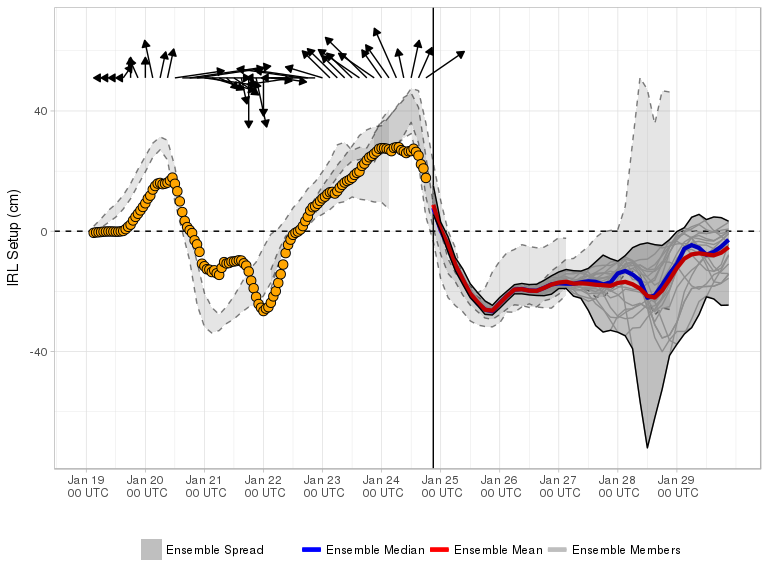 IRL Setup (cm)
40
0
-40
Jan 19 Jan 20 Jan 21 Jan 22 Jan 23 Jan 24 Jan 25 Jan 26 Jan 27 Jan 28 Jan 29
00 UTC 00 UTC 00 UTC 00 UTC 00 UTC 00 UTC 00 UTC 00 UTC 00 UTC 00 UTC 00 UTC
Ensemble Spread Ensemble Median Ensemble Mean Ensemble Members